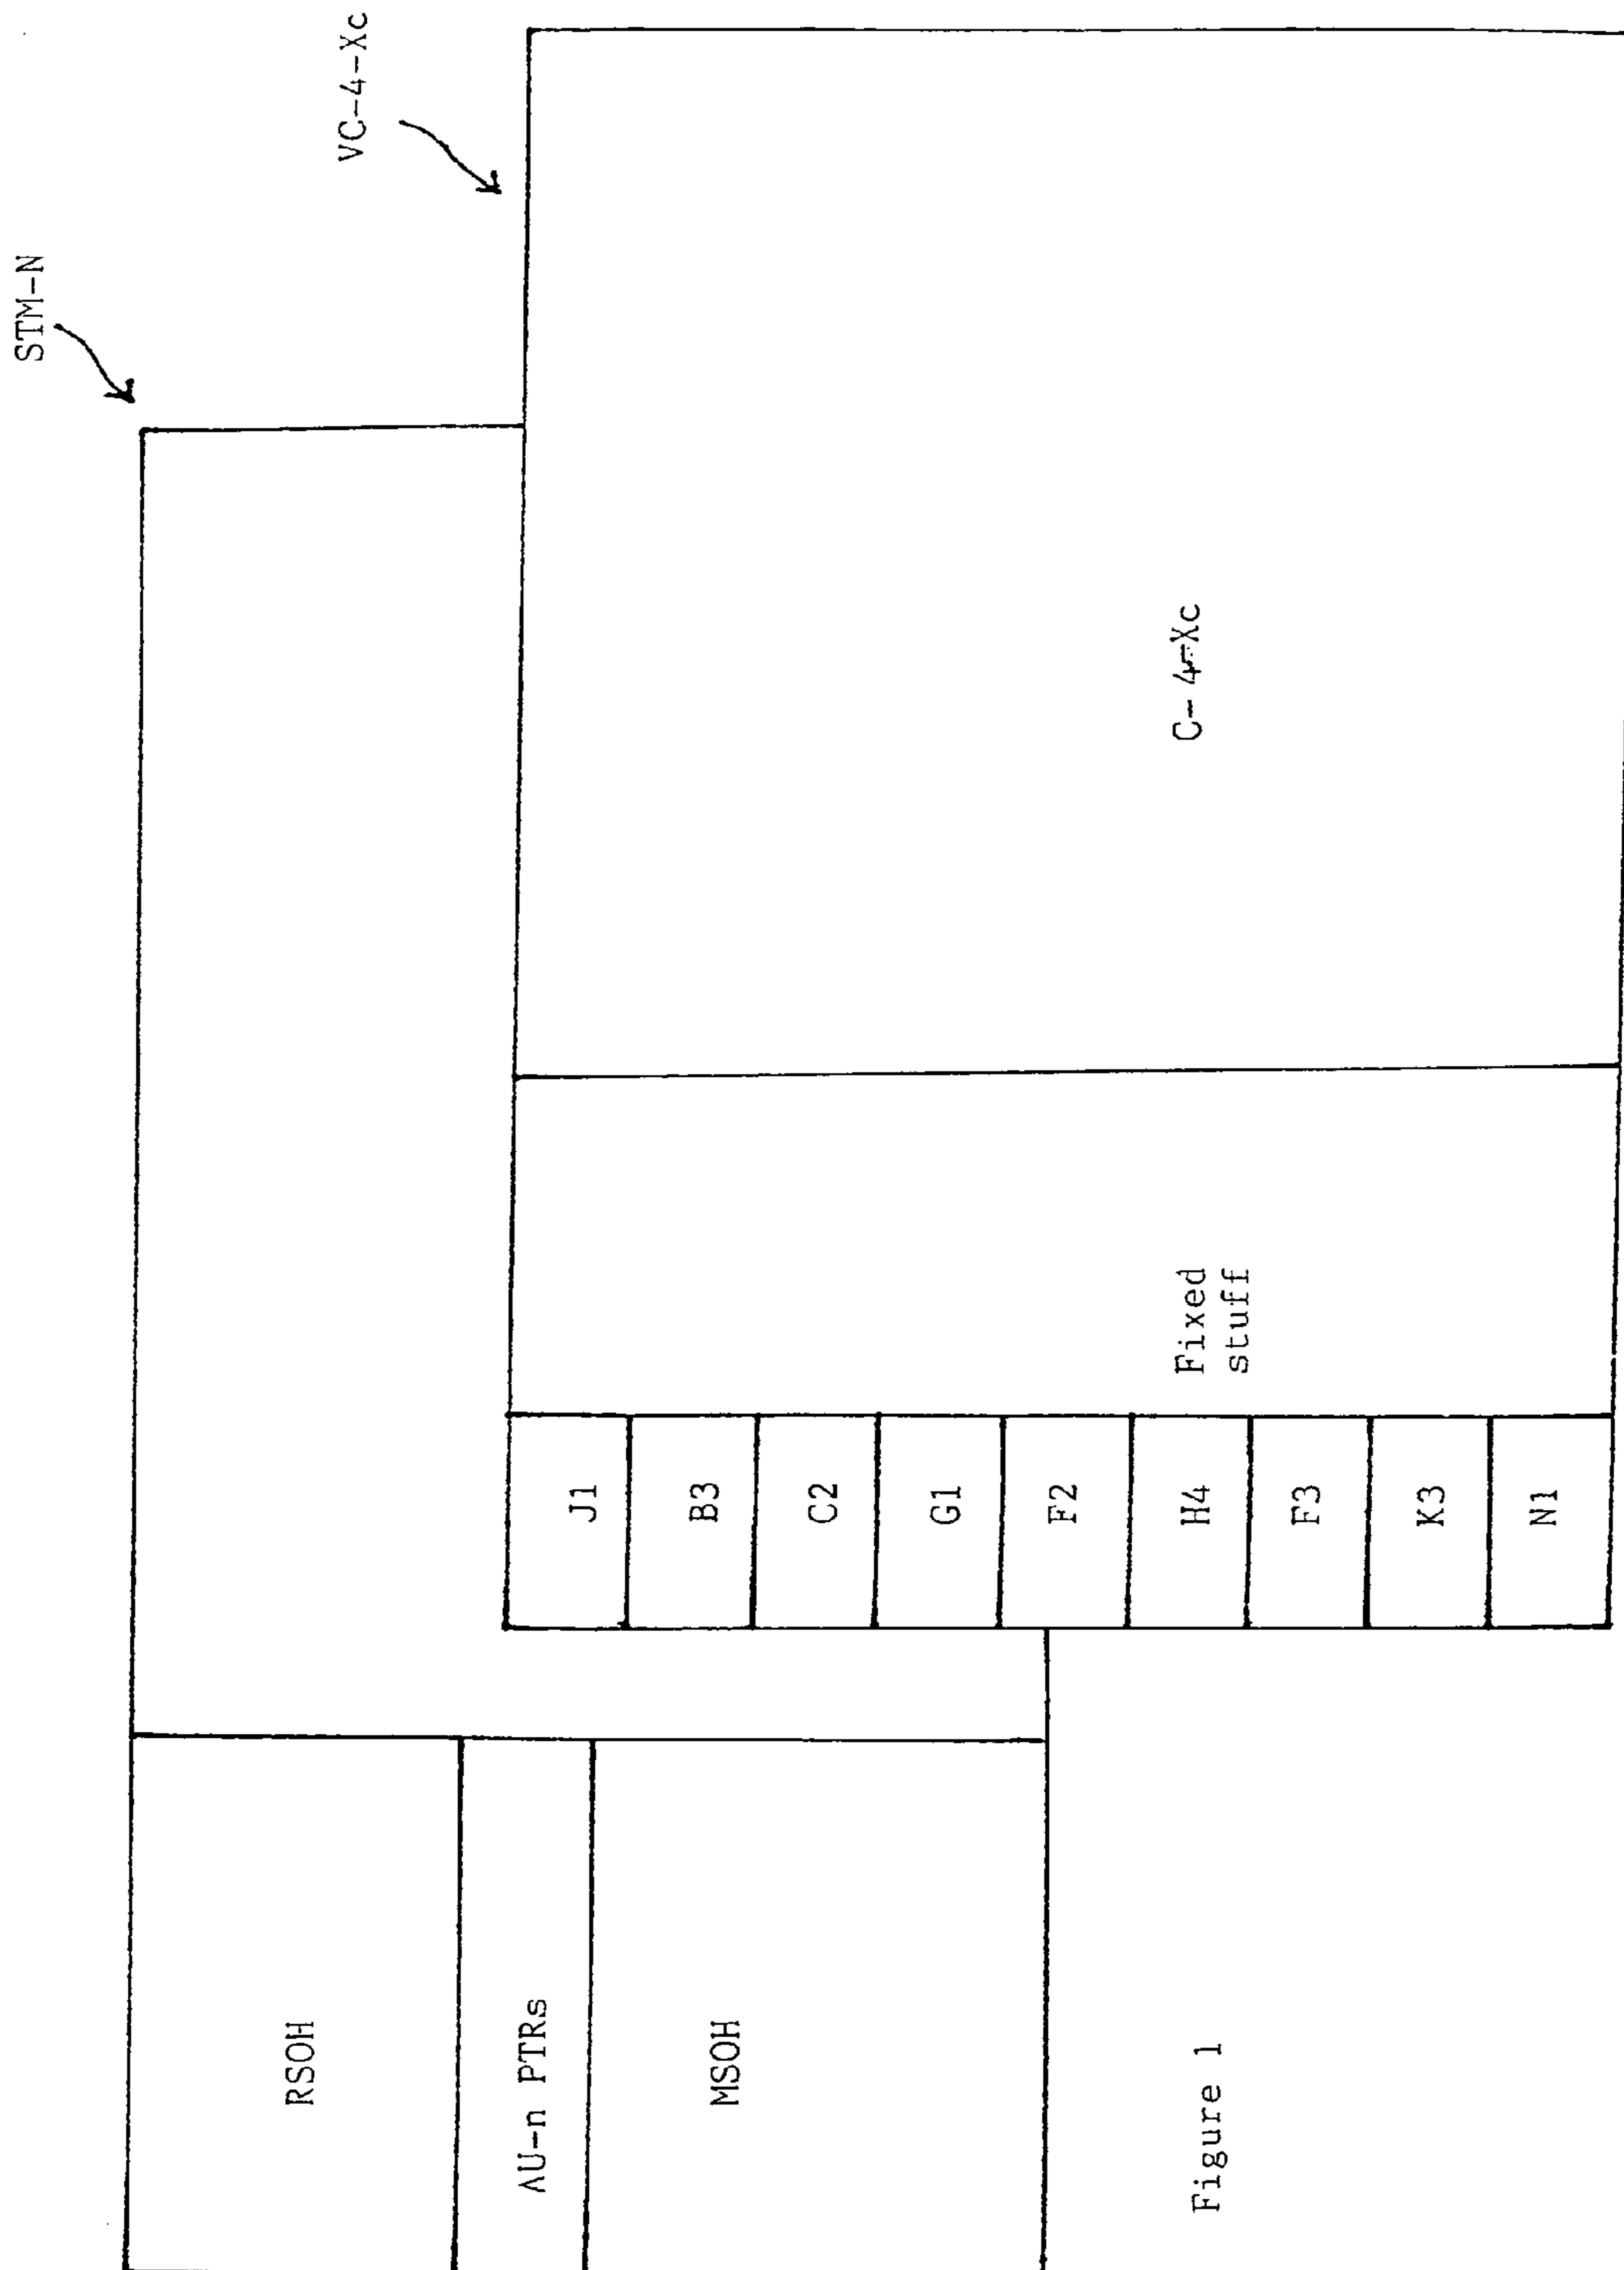 STM-N
VC-4-Xc
RSOH
AU-n PTRs
MSOH
J1
B3
C2
G1
F2
H4
F3
K3
N1
Fixed
stuff
C-4-Xc
Figure 1